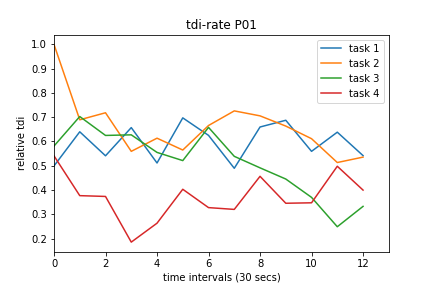 tdi-rate P01
task 1
task 2
task 3
task 4
relative tdi
1.0
0.9
0.8
0.7
0.6
0.5
0.4
0.3
0.2
0 2 4 6 8 10 12
time intervals (30 secs)